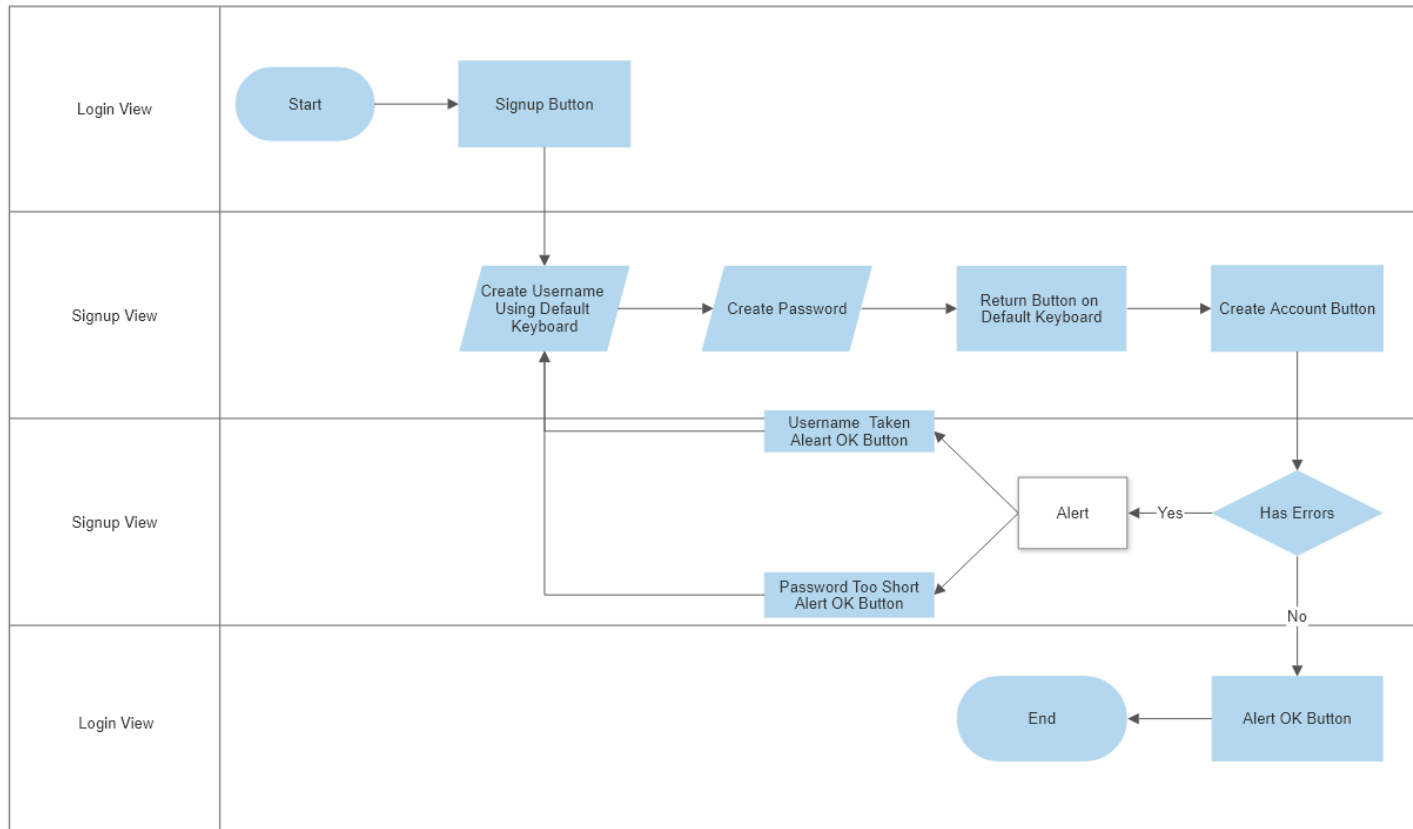 Login View
Start
Signup Button
Signup View
Create Username
Using Default
Keyboard
Create Password
Return Button on
Default Keyboard
Create Account Button
Signup View
Username  Taken
Aleart OK Button
Alert
Yes
Has Errors
Password Too Short
Alert OK Button
No
Login View
End
Alert OK Button